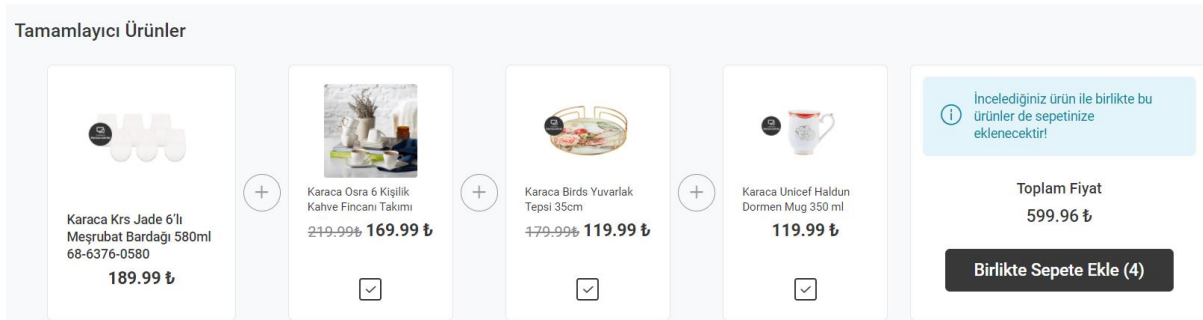 Tamamlayıcı Ürünler
Karaca Krs Jade 6'lı
Meşrubat Bardağı 580ml
68-6376-0580
189.99 ₺
Karaca Osra 6 Kişilik
Kahve Fincanı Takımı
219.99₺ 169.99 ₺
Karaca Birds Yuvarlak
Tepsi 35cm
179.99₺ 119.99 ₺
Karaca Unicef Haldun
Dormen Mug 350 ml
119.99 ₺
İncelediğiniz ürün ile birlikte bu
ürünler de sepetinize
eklenecektir!
Toplam Fiyat
599.96 ₺
Birlikte Sepete Ekle (4)